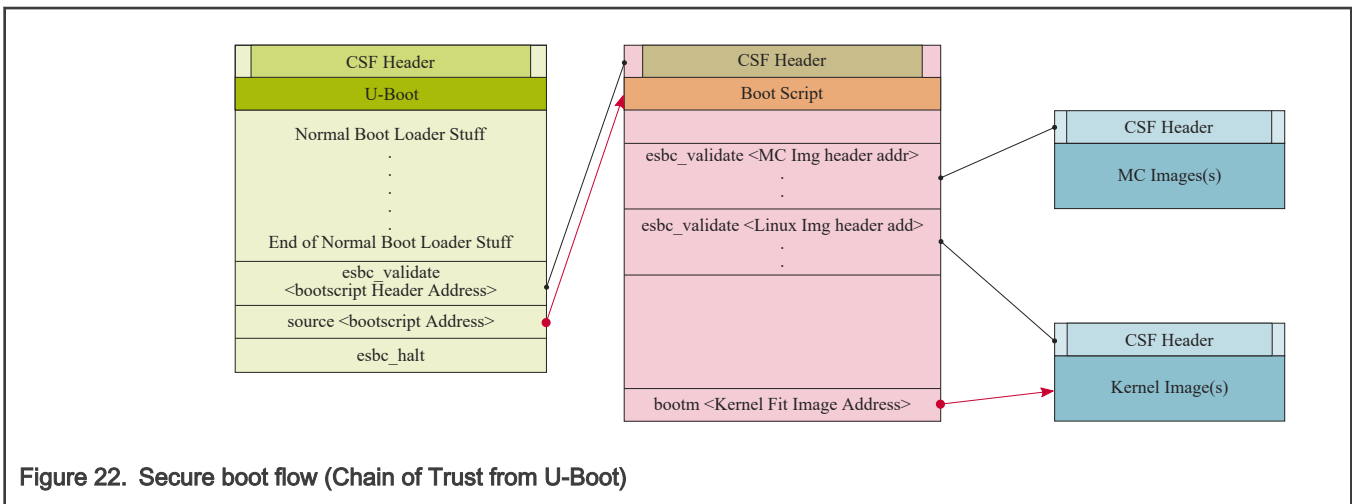 CSF Header
U-Boot
Normal Boot Loader Stuff
.
.
.
.
.
End of Normal Boot Loader Stuff
esbc_validate
<bootscript Header Address>
source <bootscript Address>
esbc_halt
CSF Header
Boot Script
esbc_validate <MC Img header addr>
.
.
esbc_validate <Linux Img header add>
.
.
bootm <Kernel Fit Image Address>
CSF Header
MC Images(s)
CSF Header
Kernel Image(s)
Figure 22. Secure boot flow (Chain of Trust from U-Boot)